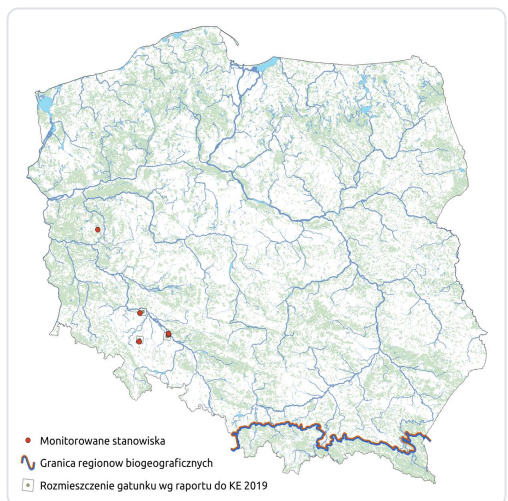 Monitorowane stanowiska
Granica regionow biogeograficznych
Rozmieszczenie gatunku wg raportu do KE 2019